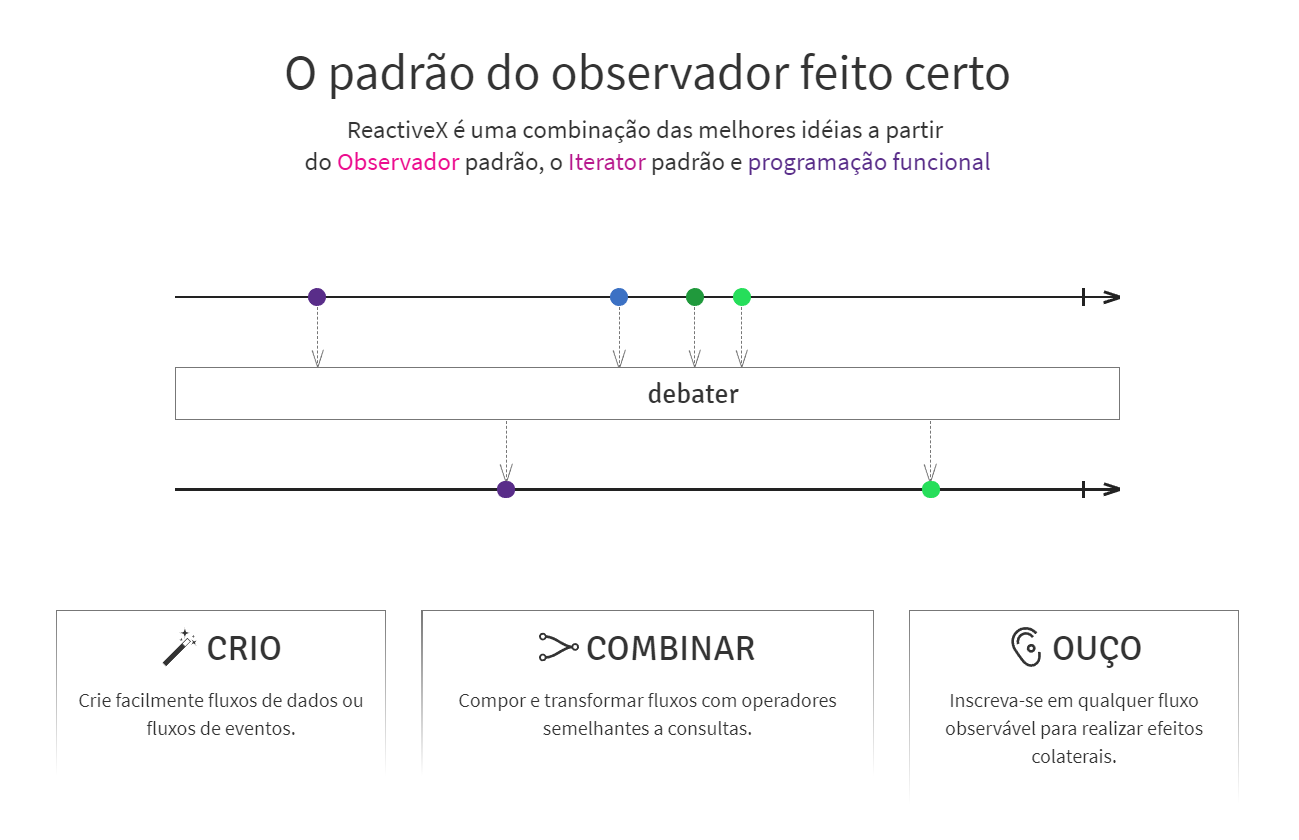 O padrão do observador feito certo
ReactiveX é uma combinação das melhores idéias a partir
do Observador padrão, o Iterator padrão e programação funcional
debater
CRIO
Crie facilmente fluxos de dados ou
fluxos de eventos.
COMBINAR
Compor e transformar fluxos com operadores
semelhantes a consultas.
OUÇO
Inscreva-se em qualquer fluxo
observável para realizar efeitos
colaterais.